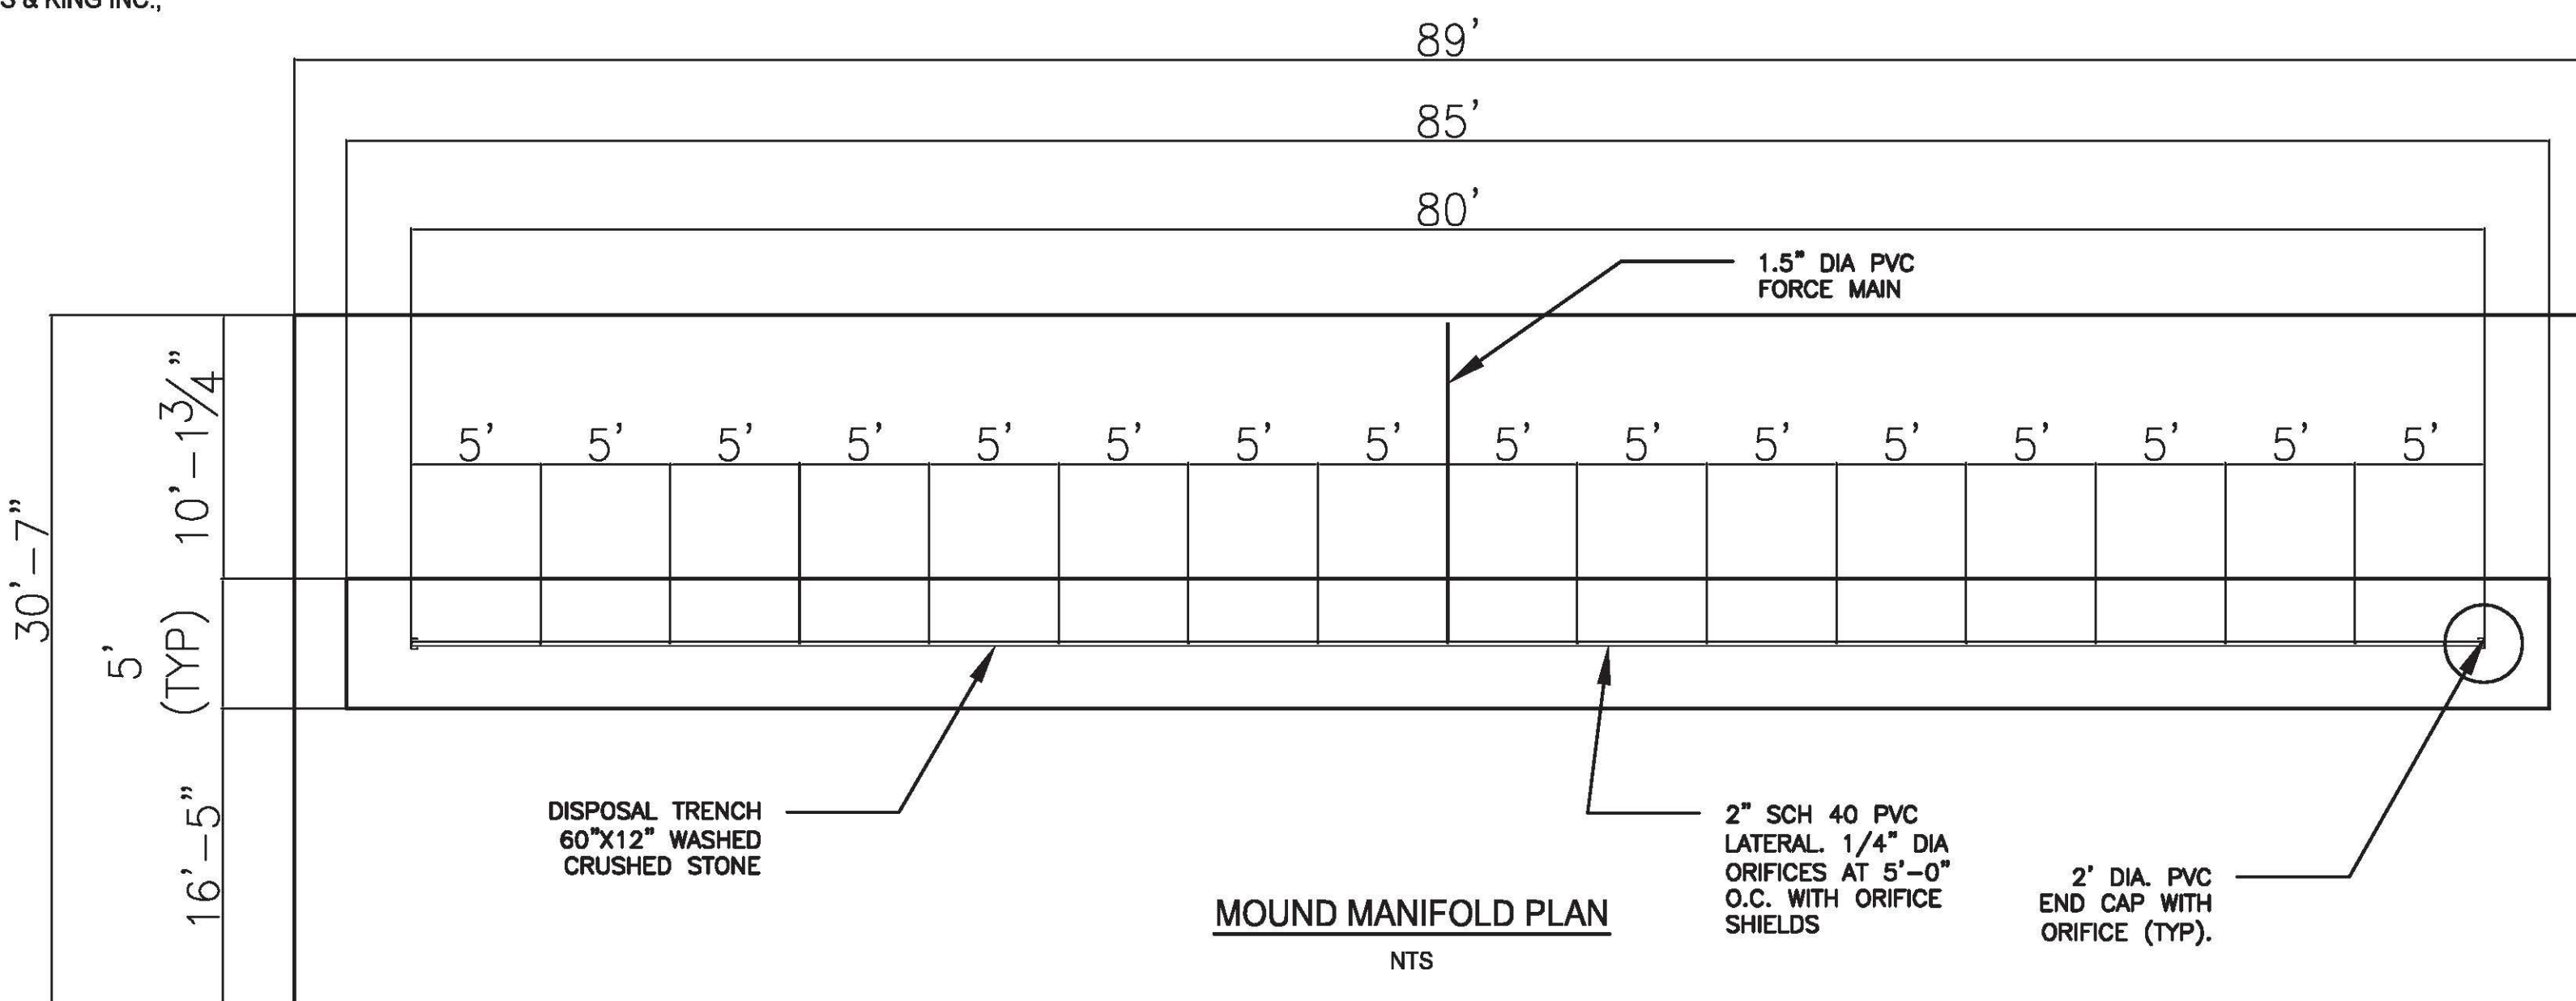 S & KING INC.,
89'
85'
80'
1.5" DIA PVC
FORCE MAIN
5' 5' 5' 5' 5' 5' 5' 5' 5' 5' 5' 5' 5' 5' 5' 5'
30'-7"
10'-1 3/4"
5'
(TYP)
16'-5"
DISPOSAL TRENCH
60"X12" WASHED
CRUSHED STONE
2" SCH 40 PVC
LATERAL. 1/4" DIA
ORIFICES AT 5'-0"
O.C. WITH ORIFICE
SHIELDS
2' DIA. PVC
END CAP WITH
ORIFICE (TYP).
MOUND MANIFOLD PLAN
NTS